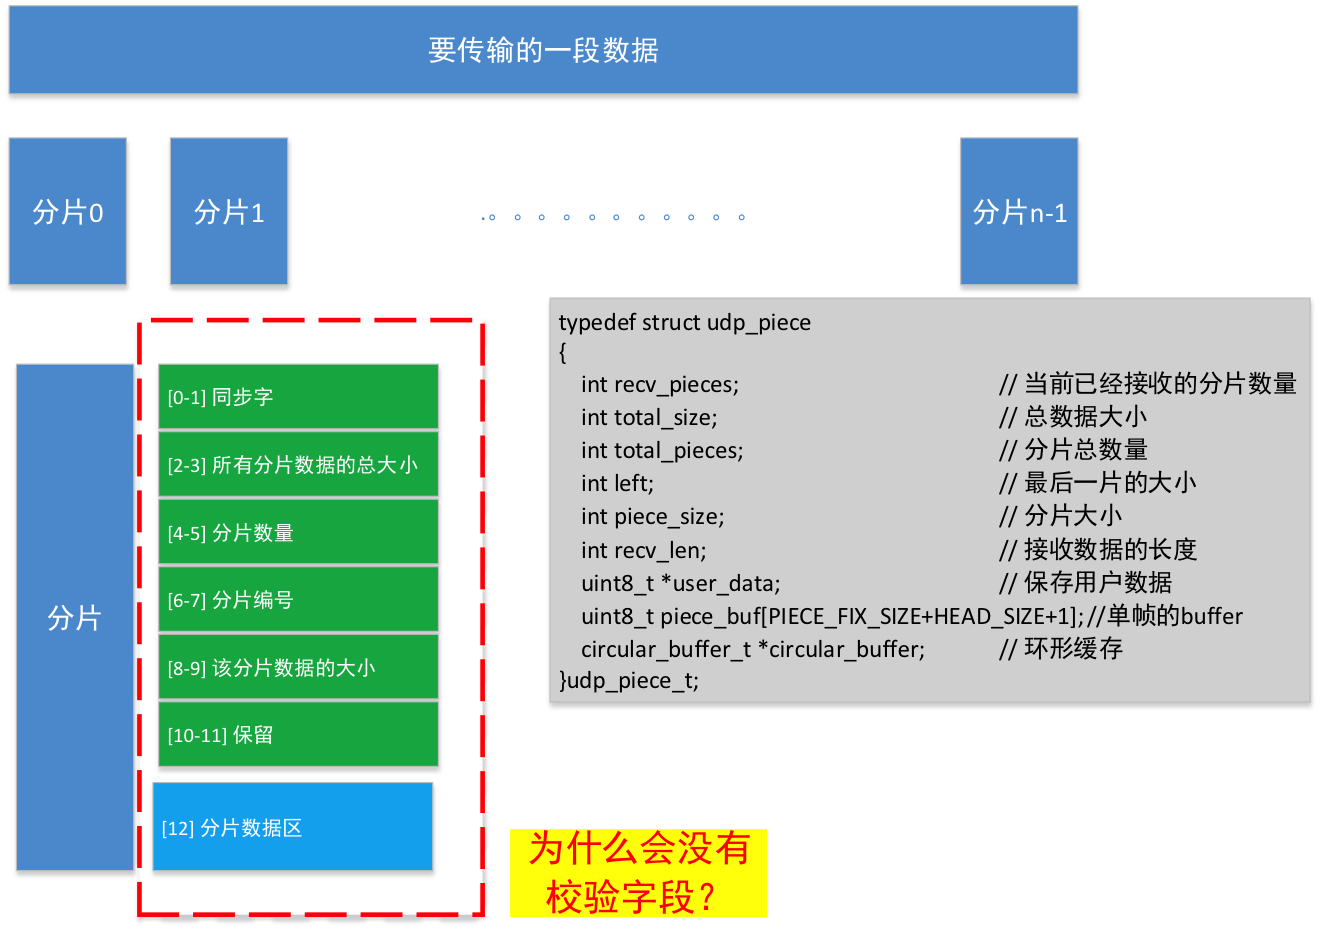 要传输的一段数据
分片0
分片1
.。。。。。。。。。。。
分片n-1
分片
[0-1] 同步字
[2-3] 所有分片数据的总大小
[4-5] 分片数量
[6-7] 分片编号
[8-9] 该分片数据的大小
[10-11] 保留
[12] 分片数据区
typedef struct udp_piece
{
int recv_pieces; // 当前已经接收的分片数量
int total_size; // 总数据大小
int total_pieces; // 分片总数量
int left; // 最后一片的大小
int piece_size; // 分片大小
int recv_len; // 接收数据的长度
uint8_t *user_data; // 保存用户数据
uint8_t piece_buf[PIECE_FIX_SIZE+HEAD_SIZE+1]; //单帧的buffer
circular_buffer_t *circular_buffer; // 环形缓存
}udp_piece_t;
为什么会没有
校验字段？